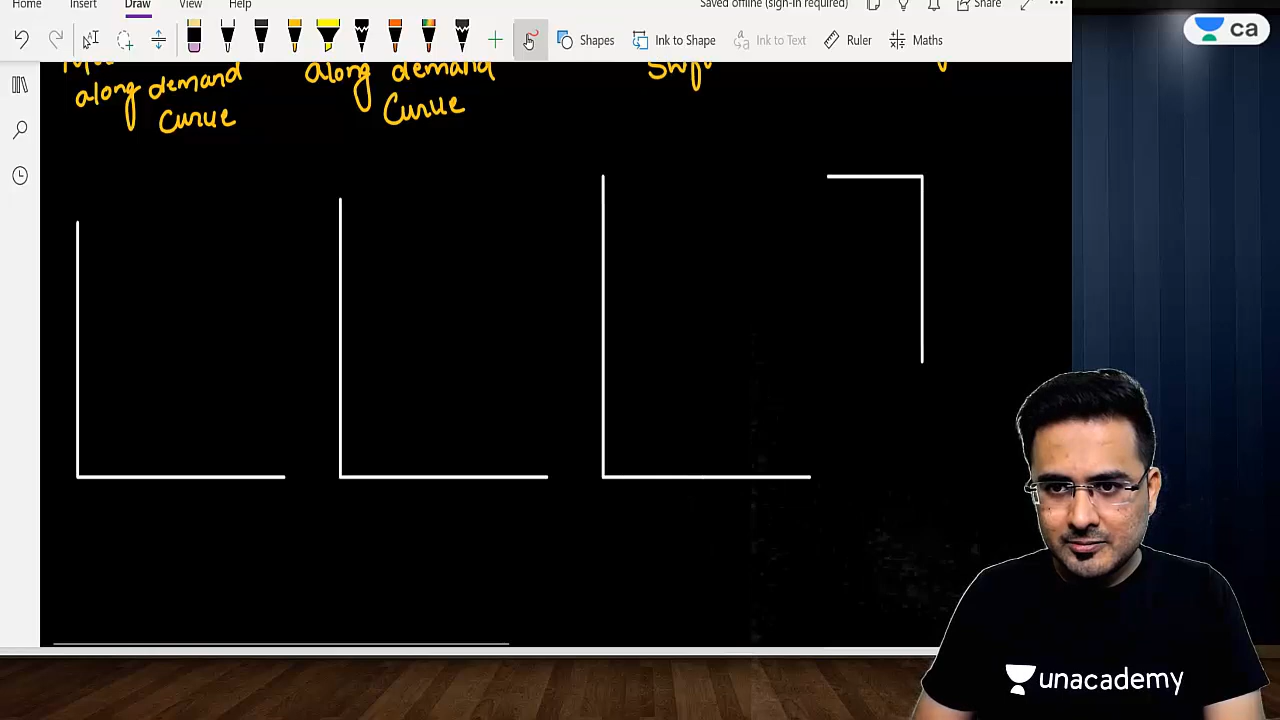 Home Insert Draw View Help Saved offline (sign-in required) Share
Shapes Ink to Shape Ink to Text Ruler Maths
ca
along demand
curve
along demand
Curve
unacademy